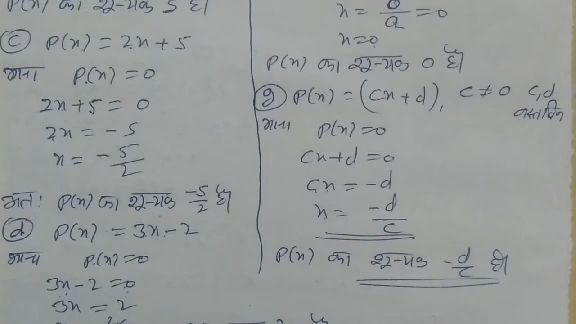 P(x) का शून्यक 5 है।
(c) P(x) = 2x + 5
माना P(x) = 0
2x + 5 = 0
2x = -5
x = -5/2
अतः P(x) का शून्यक -5/2 है।
(d) P(x) = 3x - 2
माना P(x) = 0
3x - 2 = 0
3x = 2
x = 0/a = 0
x = 0
P(x) का शून्यक 0 है।
P(x) = (cx + d), c ≠ 0 c,d
माना P(x) = 0
cx + d = 0
cx = -d
x = -d/c
P(x) का शून्यक -d/c है।